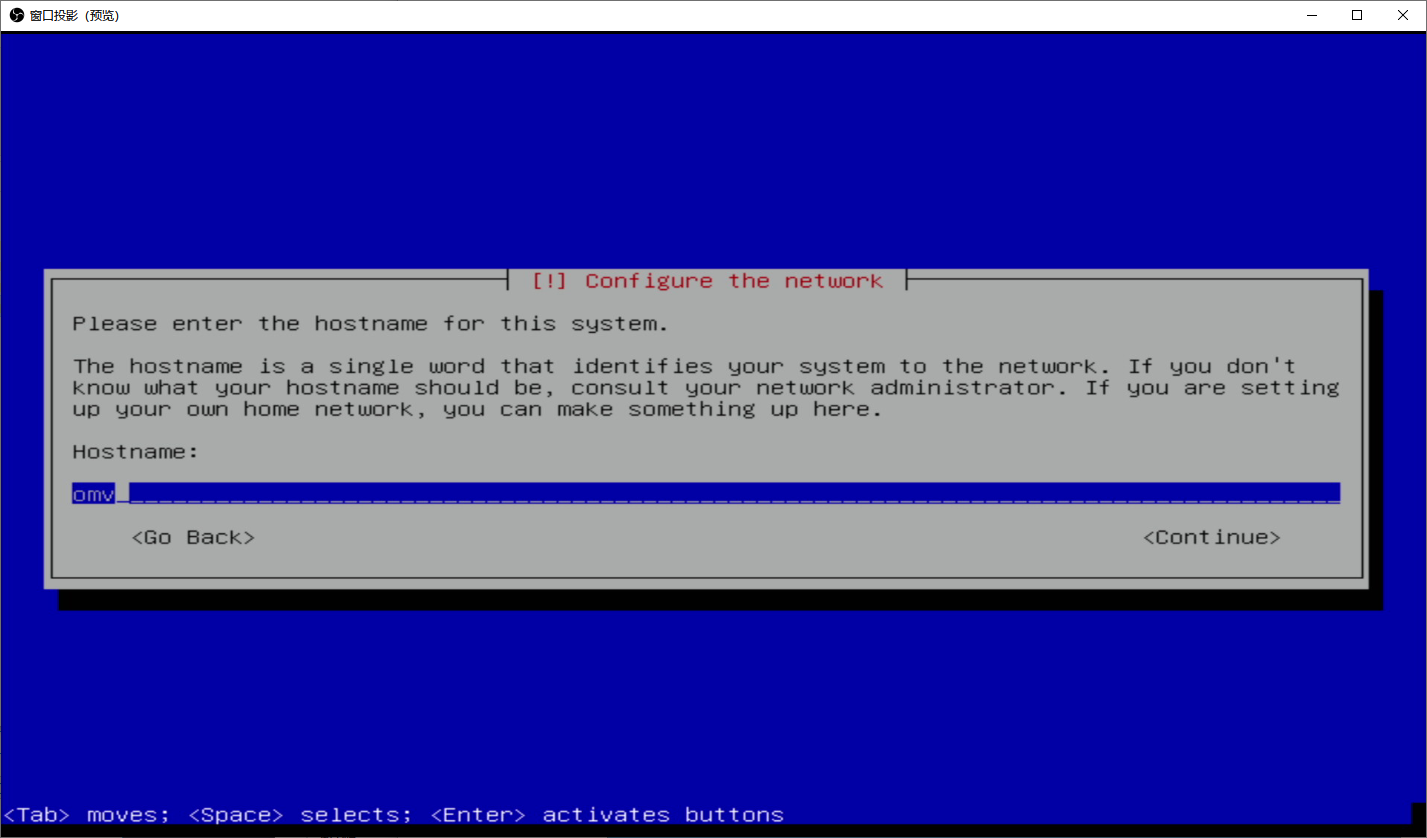 窗口投影 (预览)
[!] Configure the network
Please enter the hostname for this system.
The hostname is a single word that identifies your system to the network. If you don't
know what your hostname should be, consult your network administrator. If you are setting
up your own home network, you can make something up here.
Hostname:
omv
<Go Back> <Continue>
<Tab> moves; <Space> selects; <Enter> activates buttons